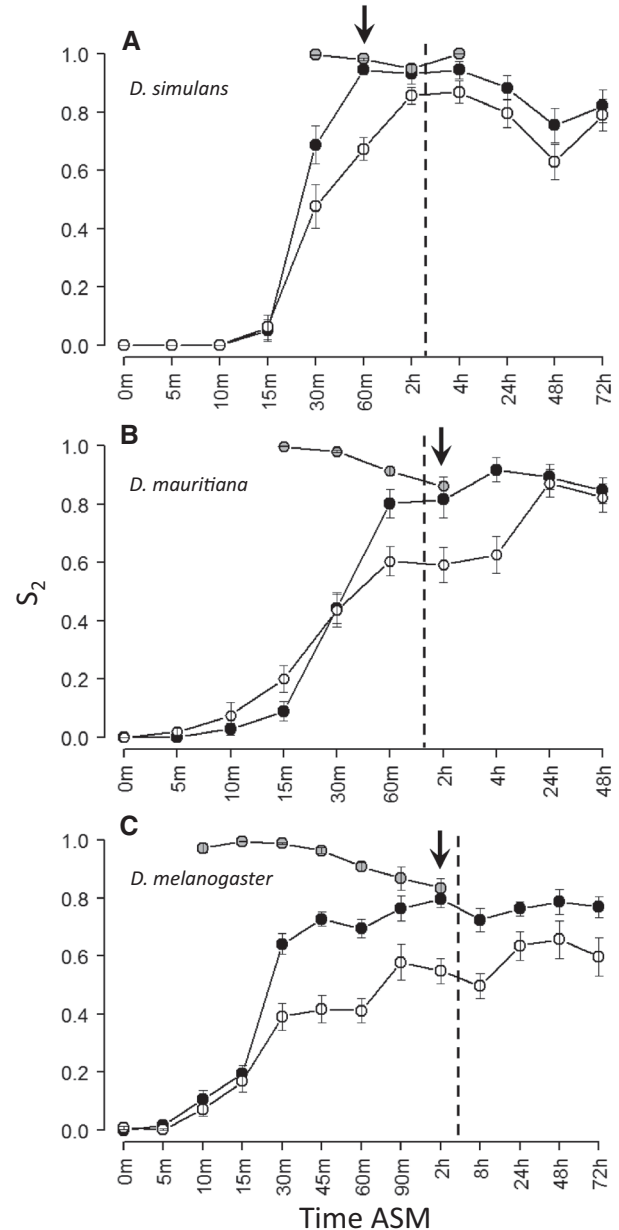 A
D. simulans
1.0
0.8
0.6
0.4
0.2
0.0
0m 5m 10m 15m 30m 60m 2h 4h 24h 48h 72h
B
D. mauritiana
1.0
0.8
0.6
0.4
0.2
0.0
S2
0m 5m 10m 15m 30m 60m 2h 4h 24h 48h
C
D. melanogaster
1.0
0.8
0.6
0.4
0.2
0.0
0m 5m 10m 15m 30m 45m 60m 90m 2h 8h 24h 48h 72h
Time ASM